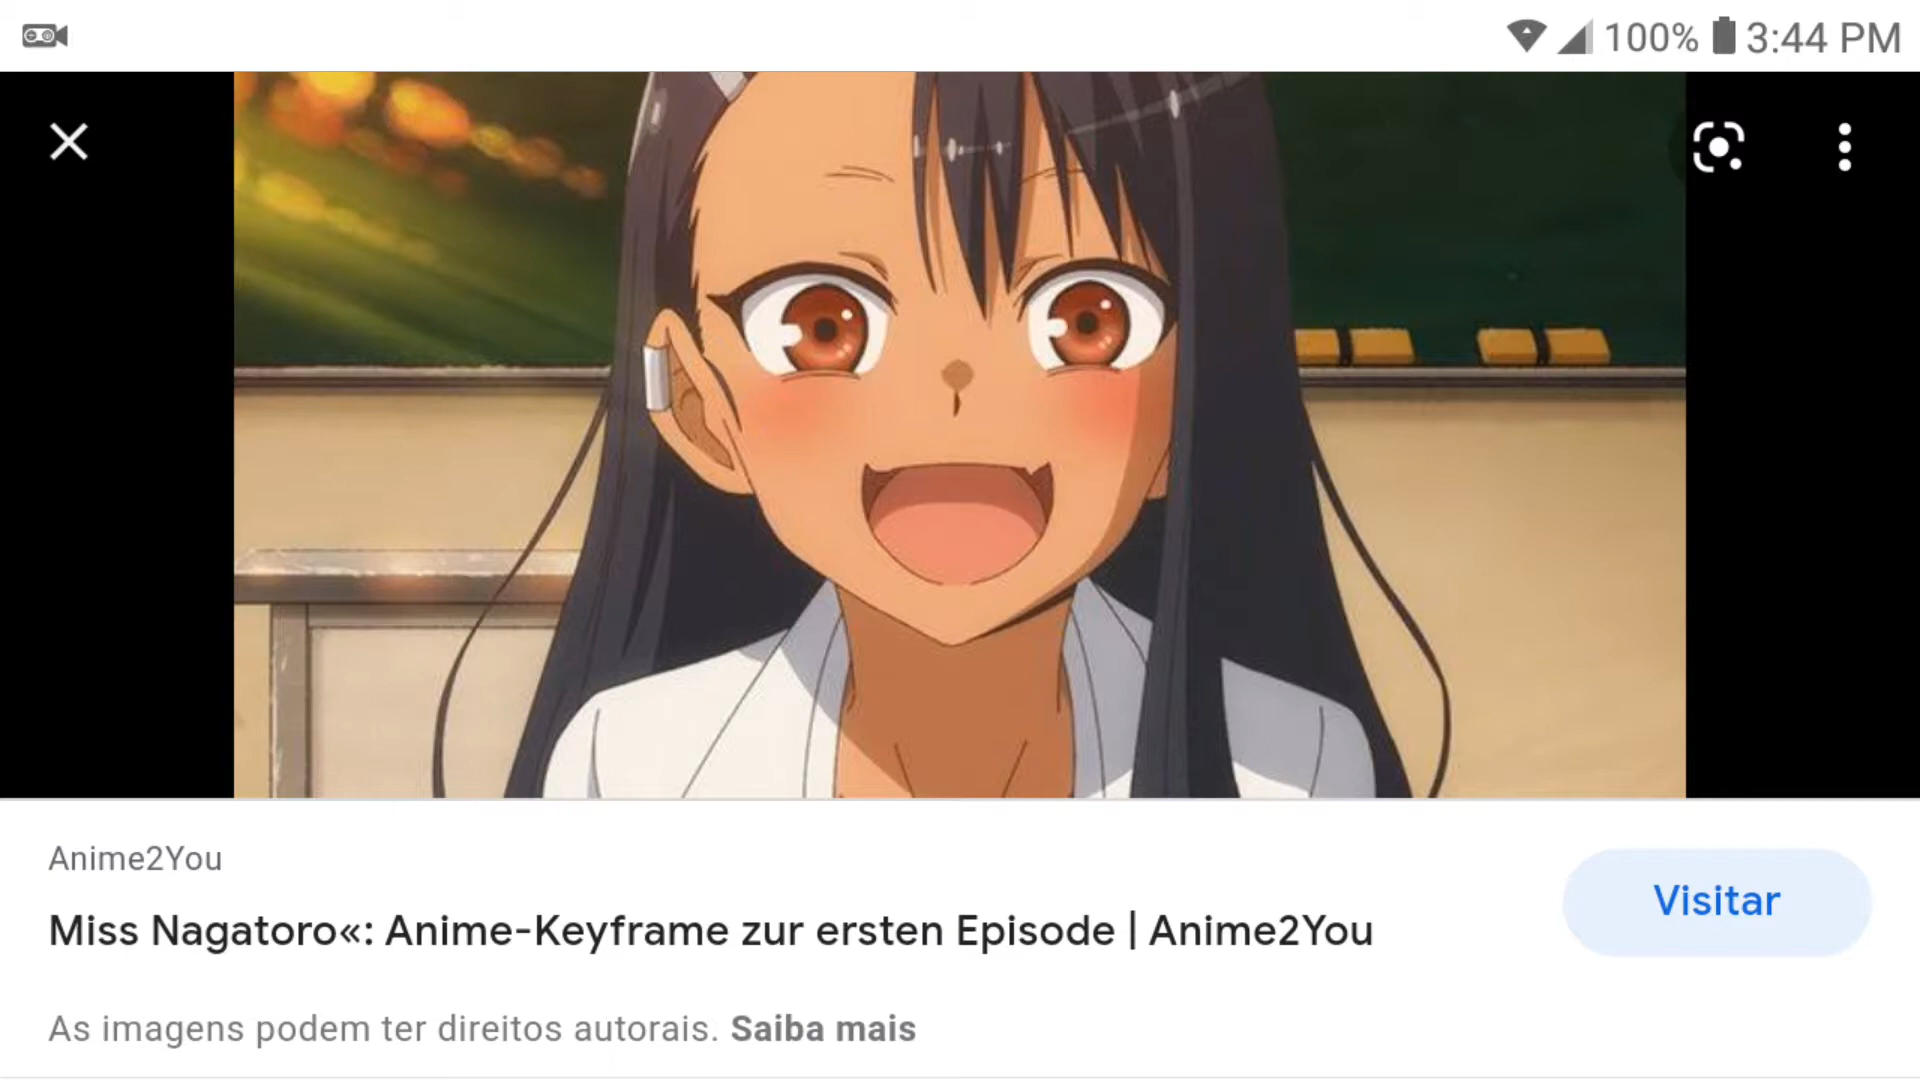 100% 3:44 PM
Anime2You
Miss Nagatoro«: Anime-Keyframe zur ersten Episode | Anime2You
Visitar
As imagens podem ter direitos autorais. Saiba mais